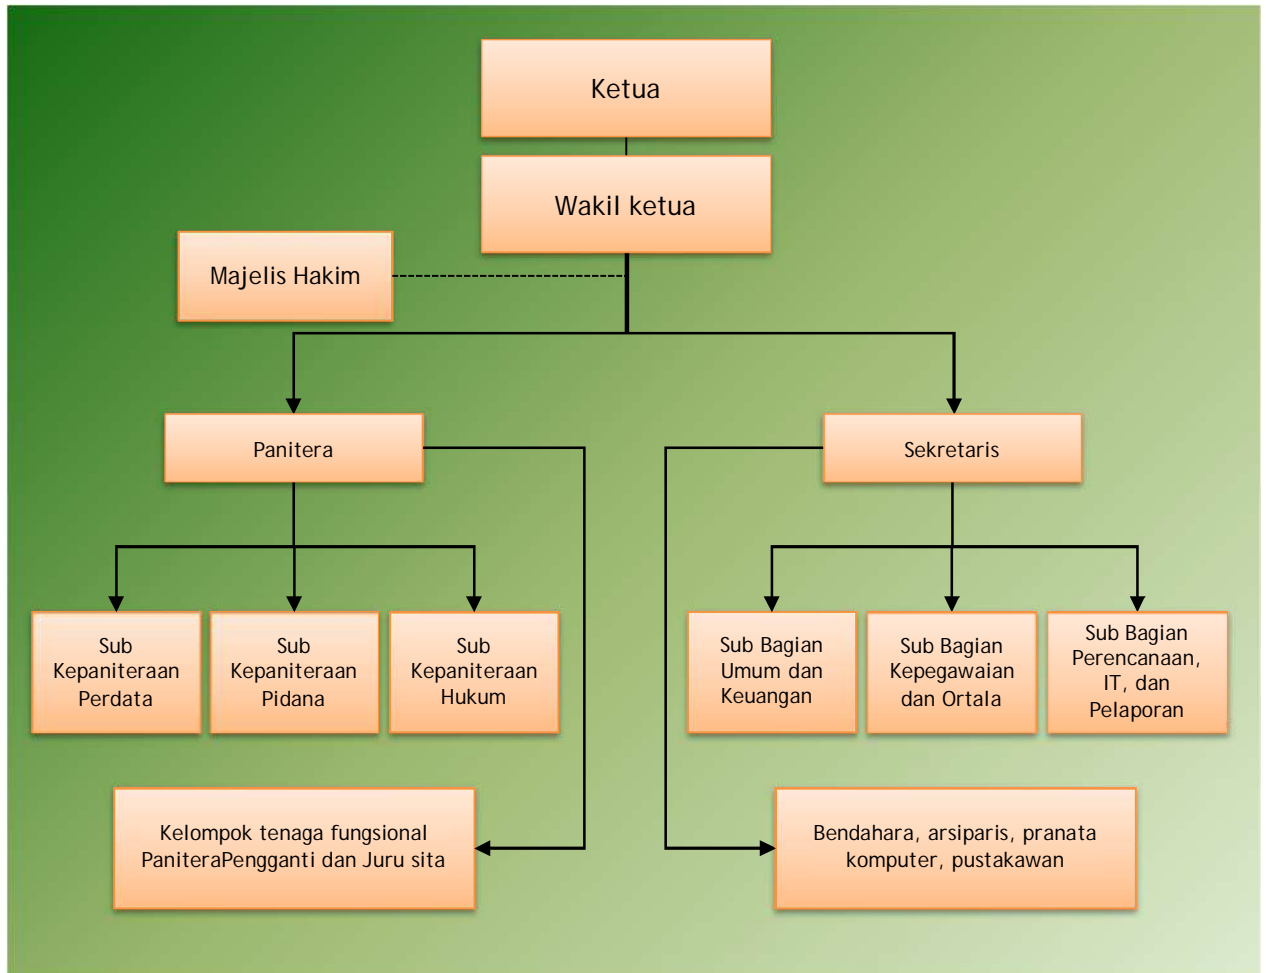 Ketua
Wakil ketua
Majelis Hakim
Panitera
Sekretaris
Sub
Kepaniteraan
Perdata
Sub
Kepaniteraan
Pidana
Sub
Kepaniteraan
Hukum
Sub Bagian
Umum dan
Keuangan
Sub Bagian
Kepegawaian
dan Ortala
Sub Bagian
Perencanaan,
IT, dan
Pelaporan
Kelompok tenaga fungsional
PaniteraPengganti dan Juru sita
Bendahara, arsiparis, pranata
komputer, pustakawan